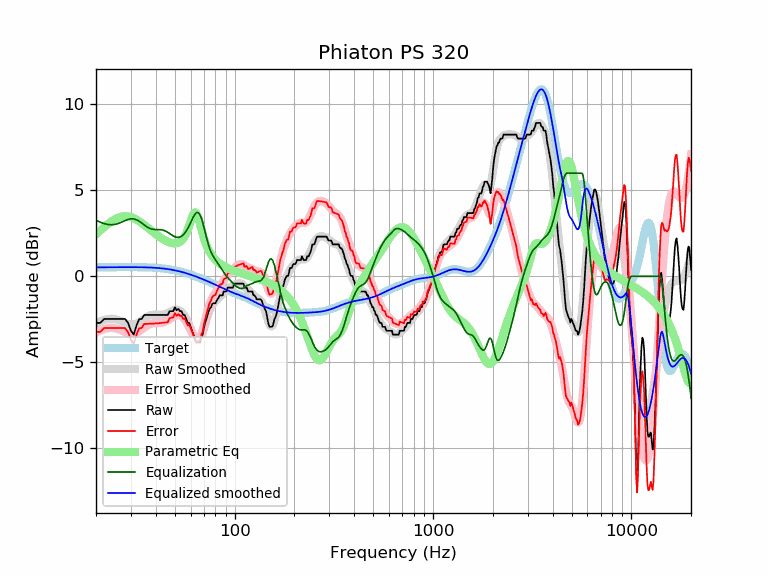 Phiaton PS 320
Amplitude (dBr)
10
5
0
−5
−10
Target
Raw Smoothed
Error Smoothed
Raw
Error
Parametric Eq
Equalization
Equalized smoothed
100
1000
10000
Frequency (Hz)